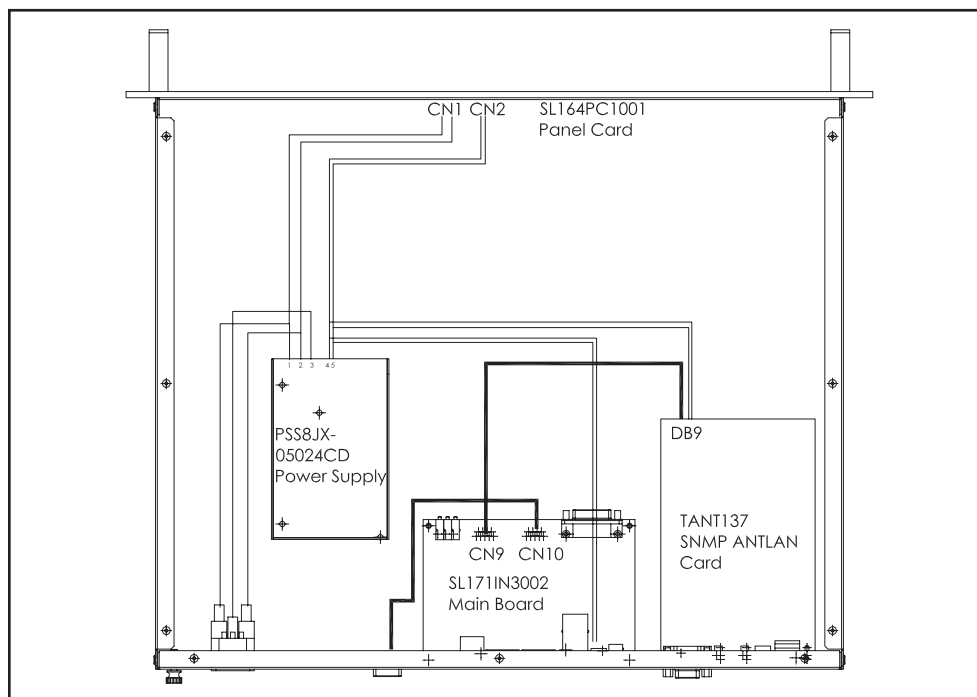 CN1 CN2
SL164PC1001
Panel Card
1 2 3 4 5
PSS8JX-
05024CD
Power Supply
DB9
TANT137
SNMP ANTLAN
Card
CN9 CN10
SL171IN3002
Main Board